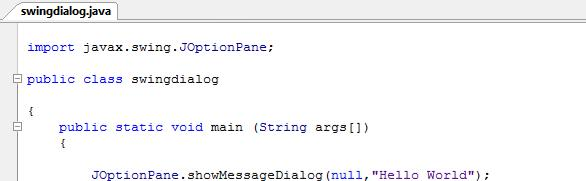 swingdialog.java
import javax.swing.JOptionPane;
public class swingdialog
{
public static void main (String args[])
{
JOptionPane.showMessageDialog(null,"Hello World");